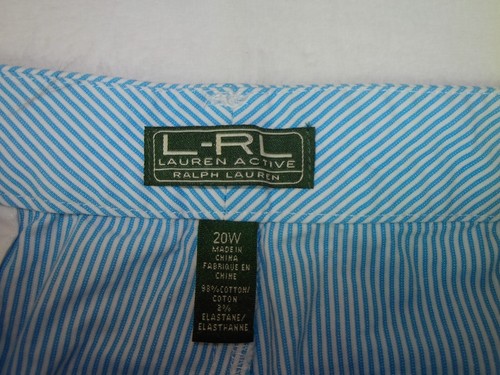 L-RL
LAUREN ACTIVE
RALPH LAUREN
20W
MADE IN
CHINA
FABRIQUE EN
CHINE
98% COTTON/
COTON
2%
ELASTANE/
ELASTHANNE